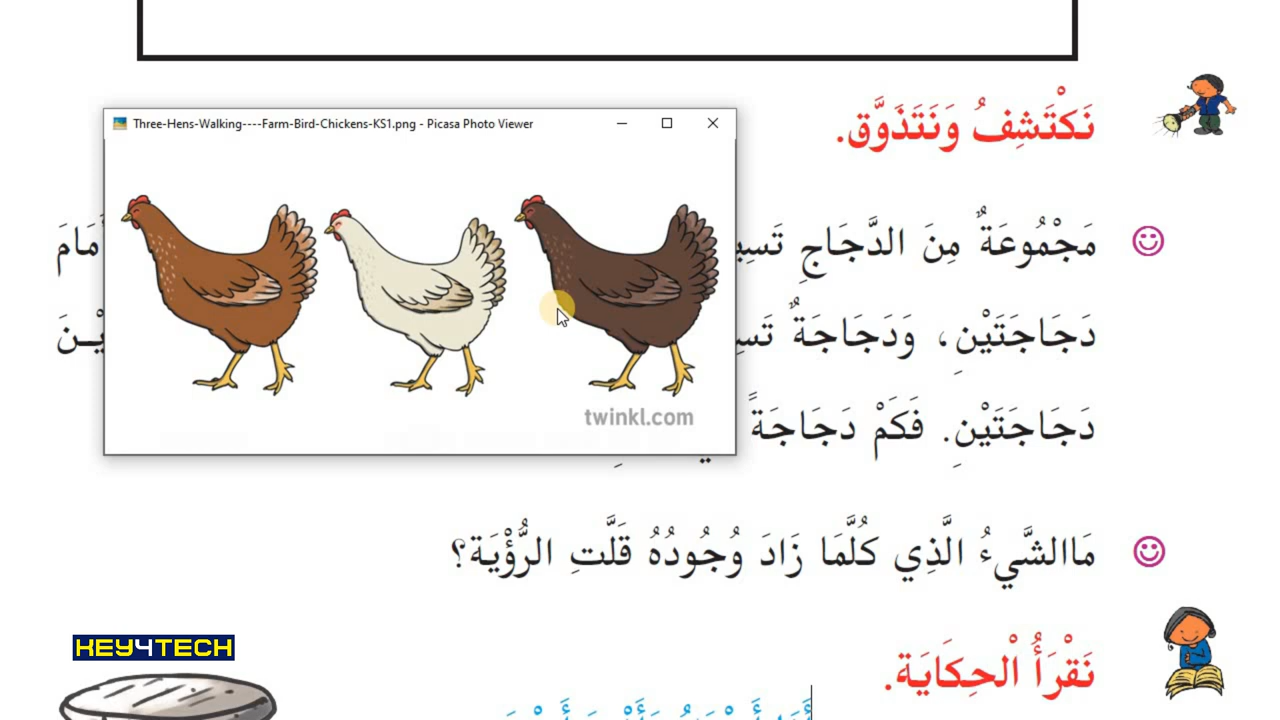 نَكْتَشِفُ وَنَتَذَوَّق.
Three-Hens-Walking----Farm-Bird-Chickens-KS1.png - Picasa Photo Viewer
مَجْمُوعَةٌ مِنَ الدَّجَاجِ
دَجَاجَتَيْنِ، وَدَجَاجَةٌ
دَجَاجَتَيْنِ. فَكَمْ دَجَاجَةً
twinkl.com
مَاالشَّيءُ الَّذِي كُلَّمَا زَادَ وُجُودُهُ قَلَّتِ الرُّؤْيَة؟
KEY4TECH
نَقْرَأُ الْحِكَايَة.